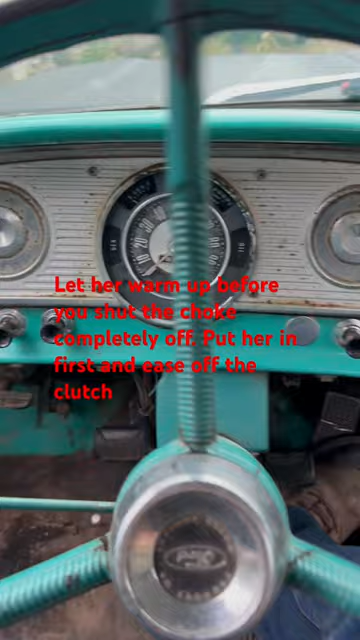 Let her warm up before
you shut the choke
completely off. Put her in
first and ease off the
clutch